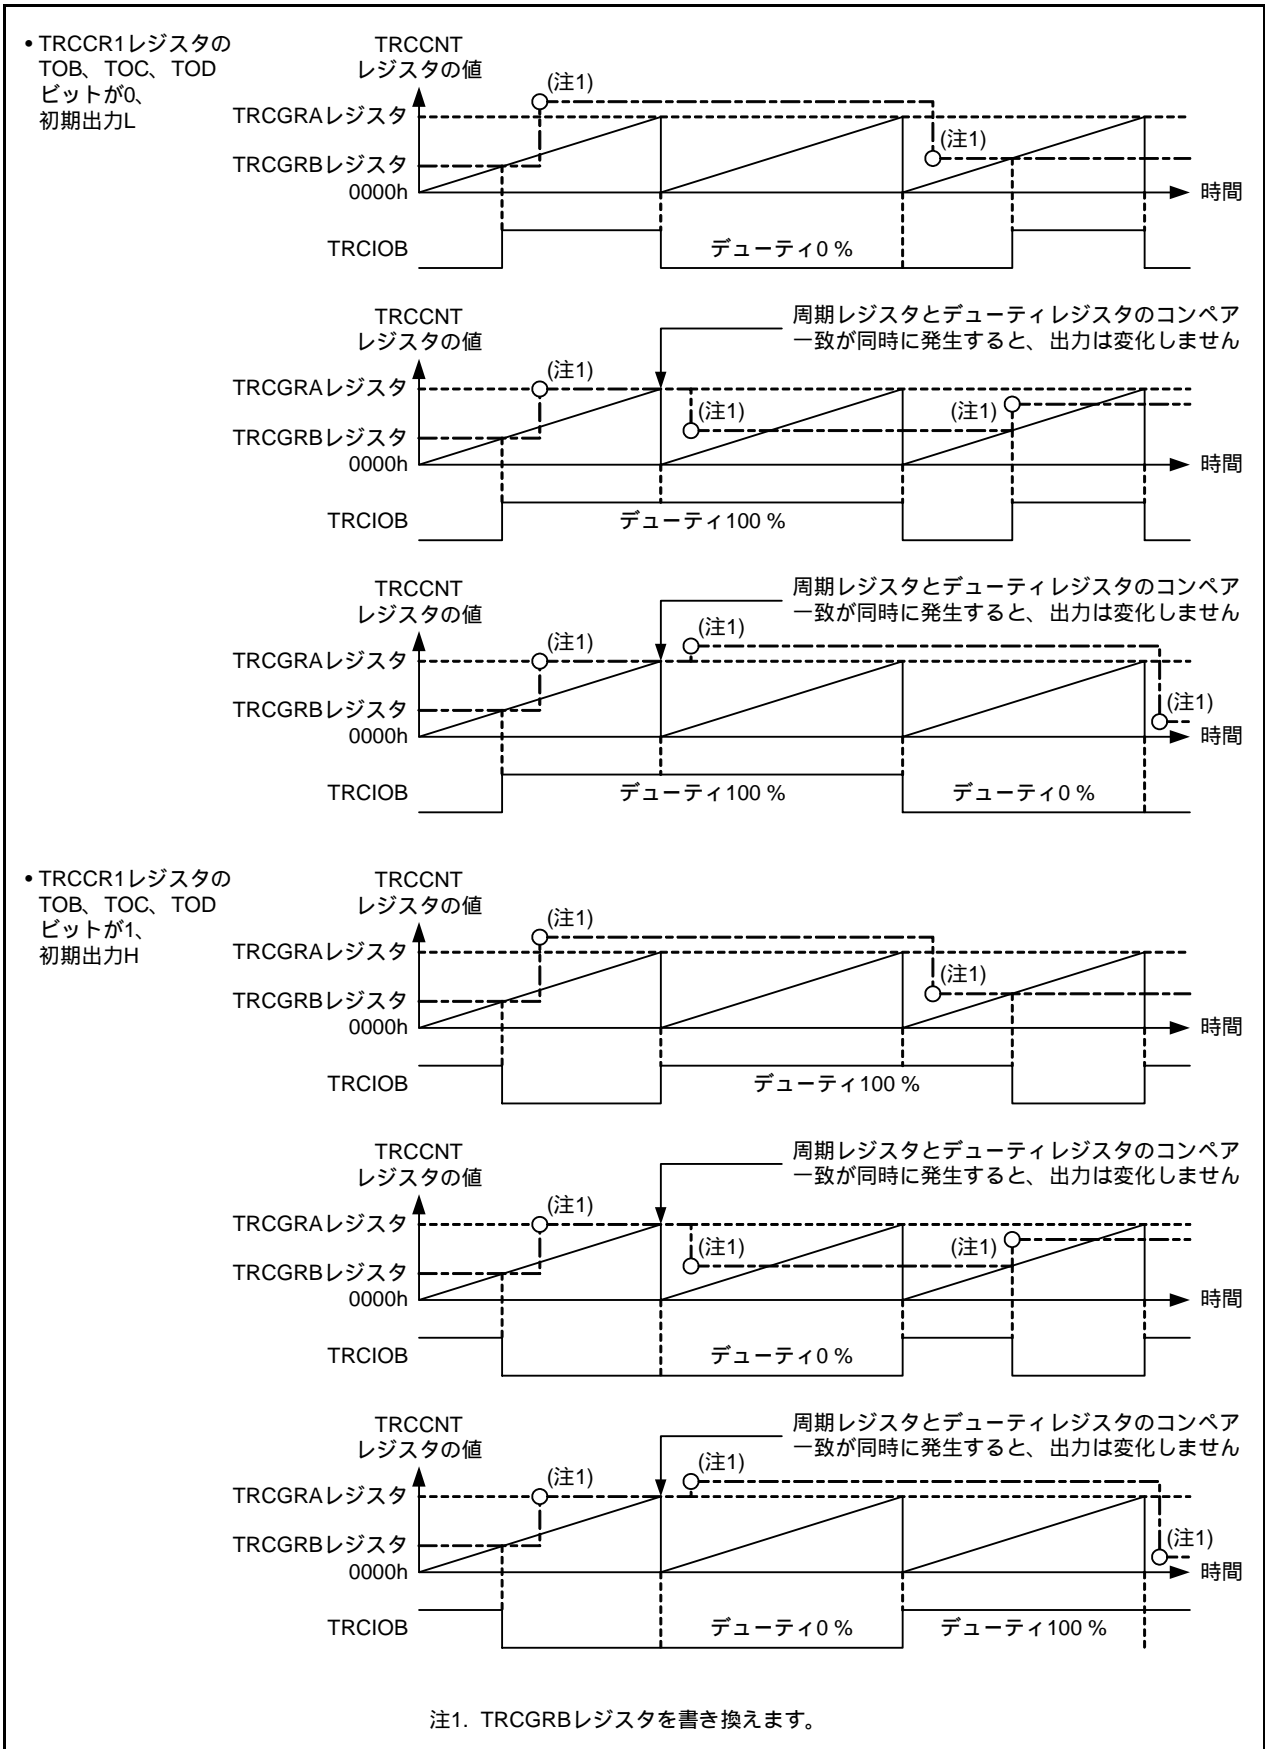 • TRCCR1レジスタの
TOB、TOC、TOD
ビットが0、
初期出力L
TRCCNT
レジスタの値
(注1)
TRCGRAレジスタ
(注1)
TRCGRBレジスタ
0000h
時間
TRCIOB
デューティ0 %
TRCCNT
レジスタの値
周期レジスタとデューティレジスタのコンペア
一致が同時に発生すると、出力は変化しません
(注1)
TRCGRAレジスタ
(注1)
(注1)
TRCGRBレジスタ
0000h
時間
TRCIOB
デューティ100 %
TRCCNT
レジスタの値
周期レジスタとデューティレジスタのコンペア
一致が同時に発生すると、出力は変化しません
(注1)
(注1)
TRCGRAレジスタ
(注1)
TRCGRBレジスタ
0000h
時間
TRCIOB
デューティ100 %
デューティ0 %
• TRCCR1レジスタの
TOB、TOC、TOD
ビットが1、
初期出力H
TRCCNT
レジスタの値
(注1)
TRCGRAレジスタ
(注1)
TRCGRBレジスタ
0000h
時間
TRCIOB
デューティ100 %
TRCCNT
レジスタの値
周期レジスタとデューティレジスタのコンペア
一致が同時に発生すると、出力は変化しません
(注1)
TRCGRAレジスタ
(注1)
(注1)
TRCGRBレジスタ
0000h
時間
TRCIOB
デューティ0 %
TRCCNT
レジスタの値
周期レジスタとデューティレジスタのコンペア
一致が同時に発生すると、出力は変化しません
(注1)
(注1)
TRCGRAレジスタ
(注1)
TRCGRBレジスタ
0000h
時間
TRCIOB
デューティ0 %
デューティ100 %
注1. TRCGRBレジスタを書き換えます。